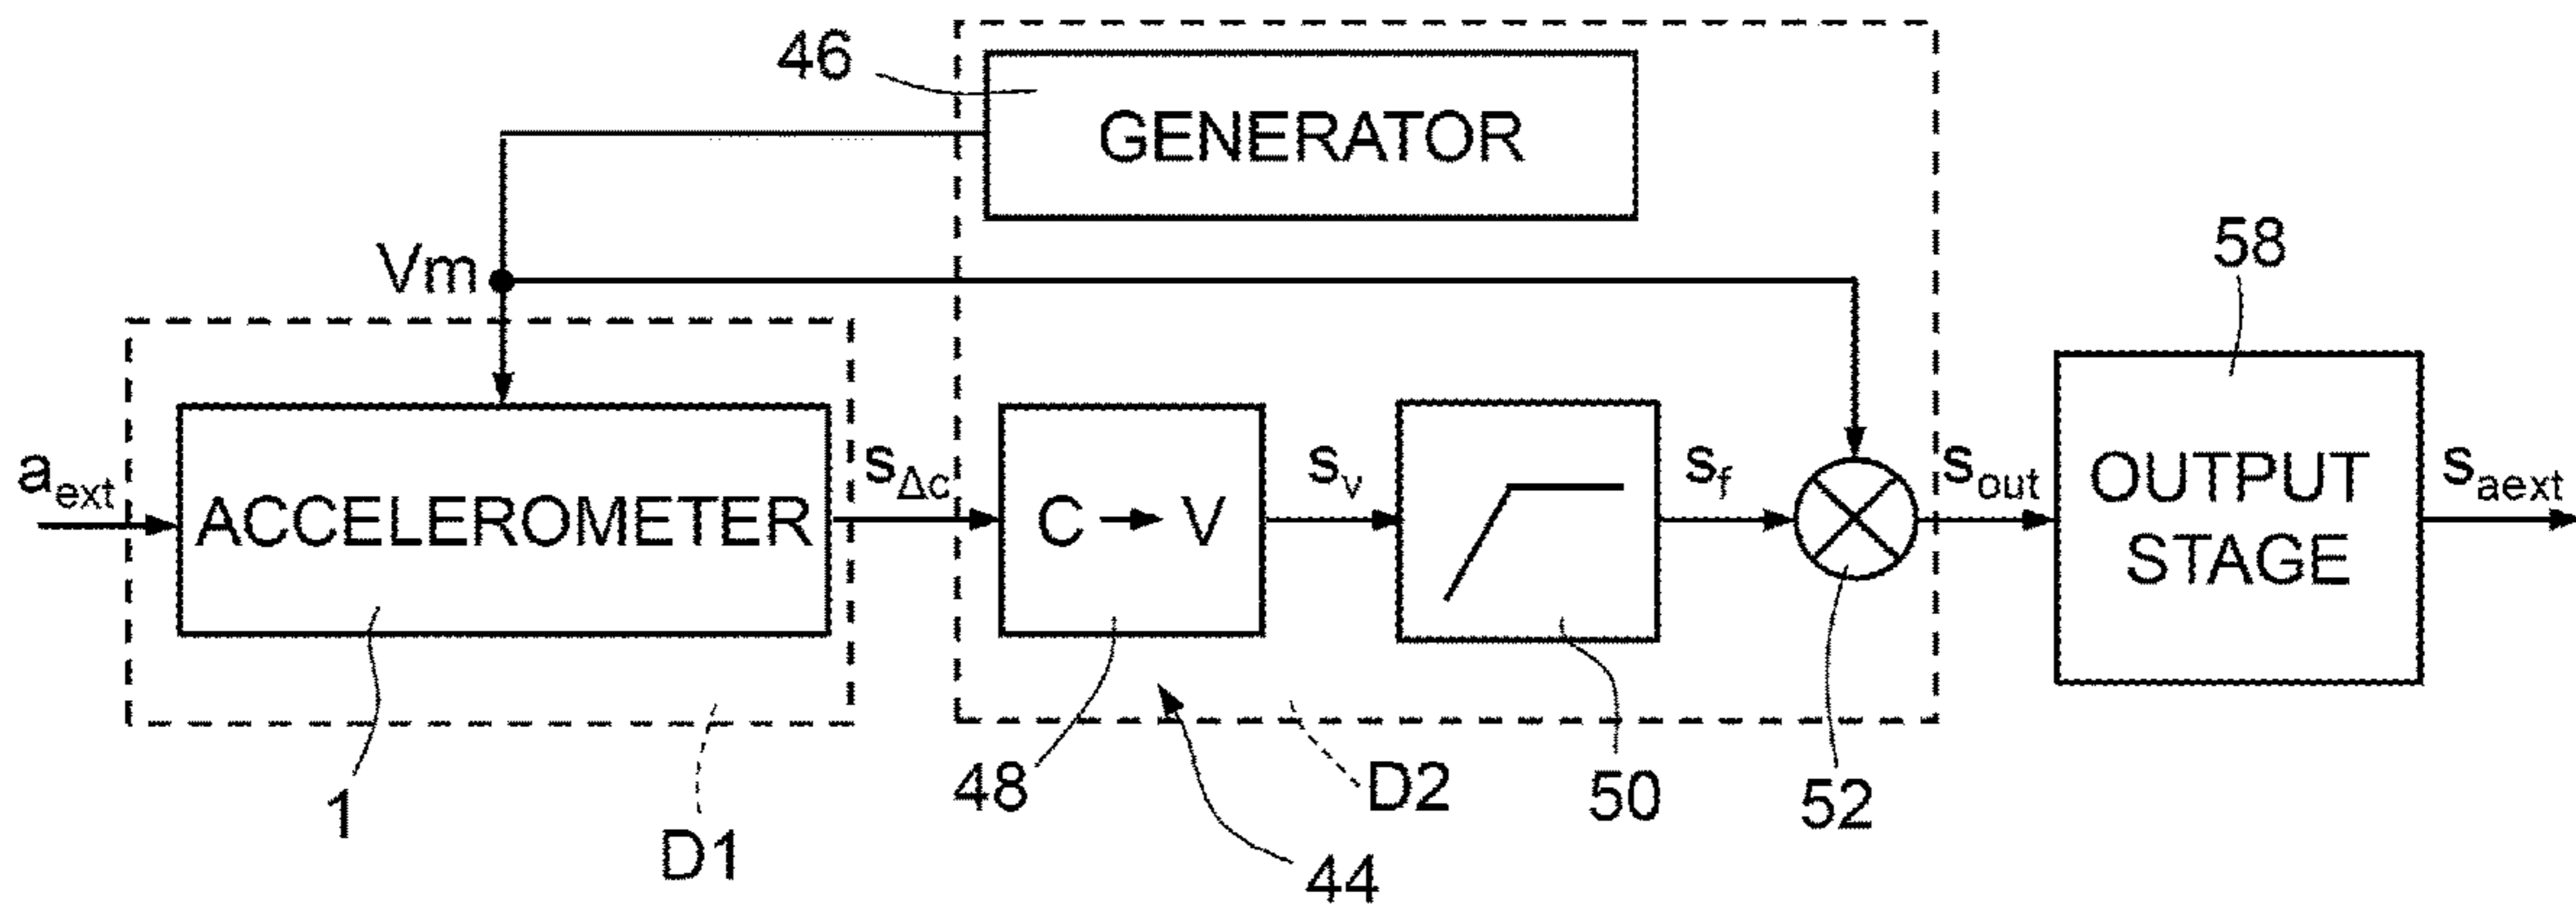 46
GENERATOR
Vm
58
a_ext
ACCELEROMETER
s_Δc
C → V
s_v
s_f
s_out
OUTPUT
STAGE
s_aext
1
D1
48
44
D2
50
52